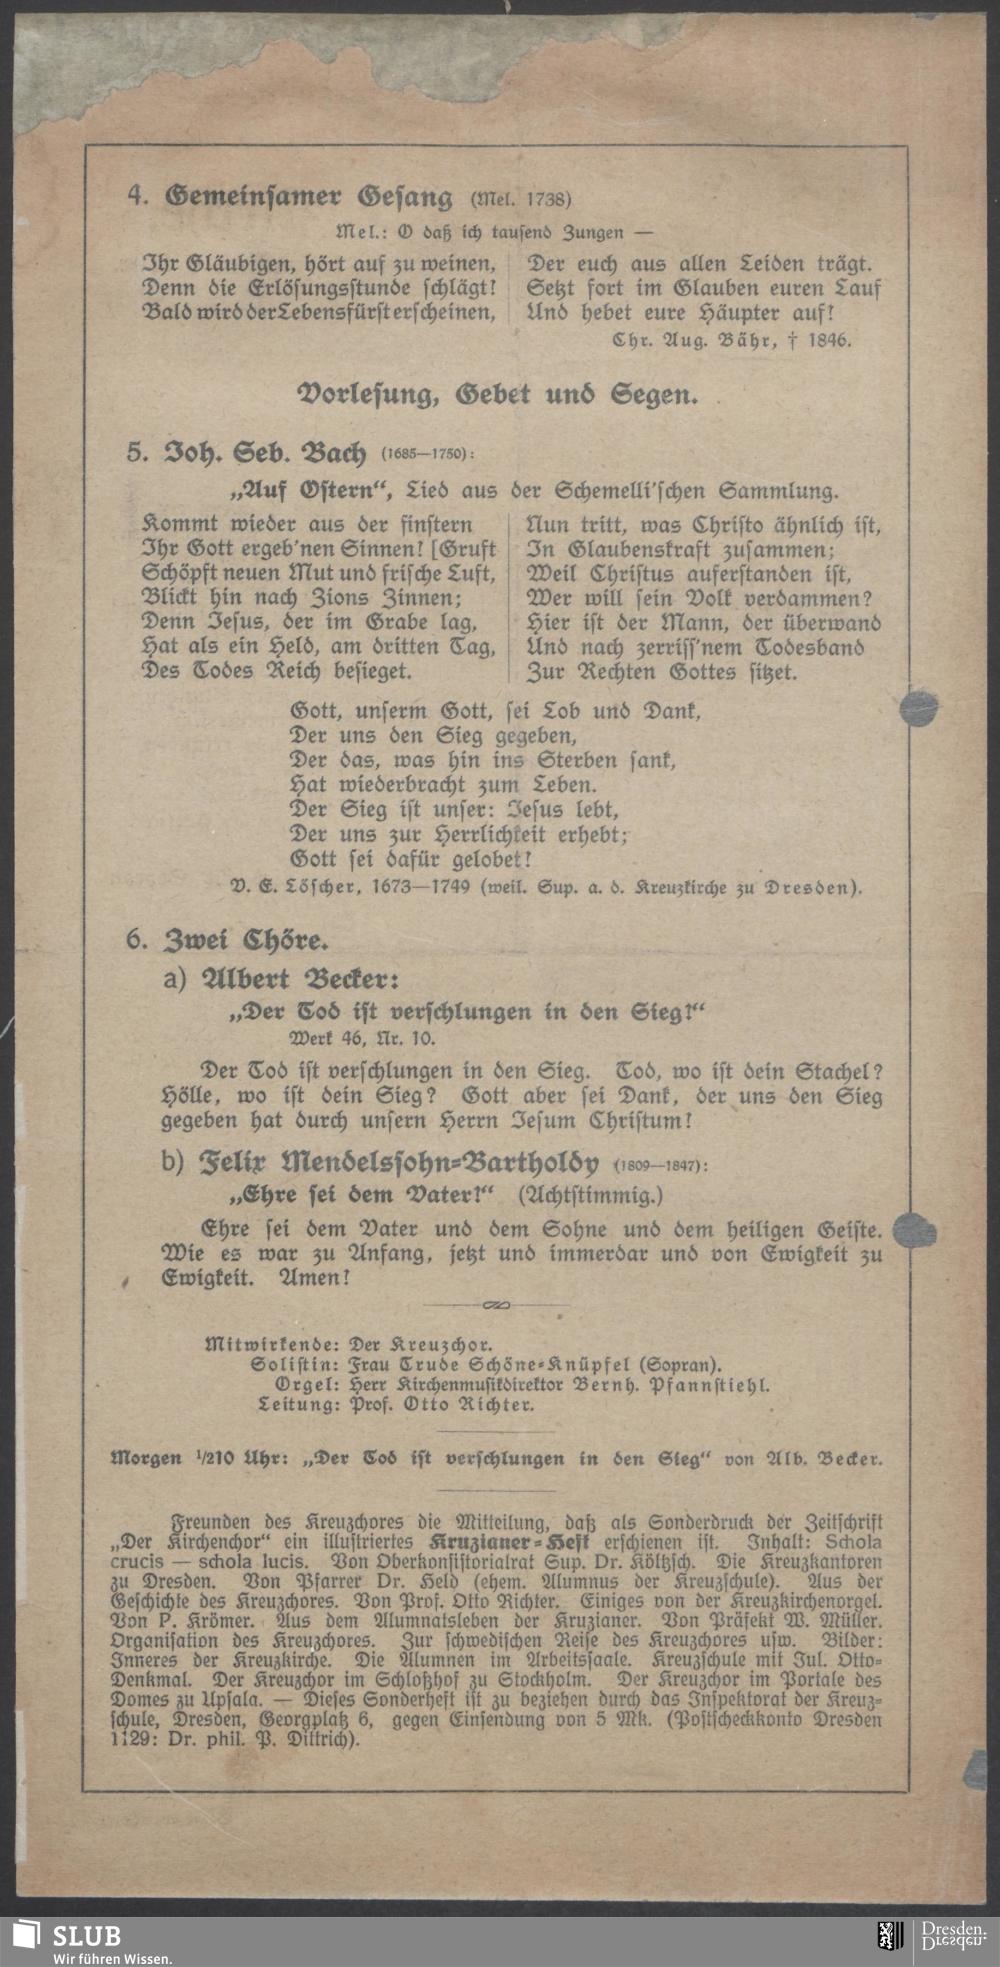 4. Gemeinsamer Gesang (Mel. 1738)
Mel.: O daß ich tausend Zungen —
Ihr Gläubigen, hört auf zu weinen,
Denn die Erlösungsstunde schlägt!
Bald wird der Lebensfürst erscheinen,
Der euch aus allen Leiden trägt.
Setzt fort im Glauben euren Lauf
Und hebet eure Häupter auf!
Chr. Aug. Bähr, † 1846.
Vorlesung, Gebet und Segen.
5. Joh. Seb. Bach (1685—1750):
„Auf Ostern“, Lied aus der Schemelli'schen Sammlung.
Kommt wieder aus der finstern
Ihr Gott ergeb'nen Sinnen! [Gruft
Schöpft neuen Mut und frische Luft,
Blickt hin nach Zions Zinnen;
Denn Jesus, der im Grabe lag,
Hat als ein Held, am dritten Tag,
Des Todes Reich besieget.
Nun tritt, was Christo ähnlich ist,
In Glaubenskraft zusammen;
Weil Christus auferstanden ist,
Wer will sein Volk verdammen?
Hier ist der Mann, der überwand
Und nach zerriss'nem Todesband
Zur Rechten Gottes sitzet.
Gott, unserm Gott, sei Lob und Dank,
Der uns den Sieg gegeben,
Der das, was hin ins Sterben sank,
Hat wiederbracht zum Leben.
Der Sieg ist unser: Jesus lebt,
Der uns zur Herrlichkeit erhebt;
Gott sei dafür gelobet!
V. E. Löscher, 1673—1749 (weil. Sup. a. d. Kreuzkirche zu Dresden).
6. Zwei Chöre.
a) Albert Becker:
„Der Tod ist verschlungen in den Sieg!“
Werk 46, Nr. 10.
Der Tod ist verschlungen in den Sieg. Tod, wo ist dein Stachel?
Hölle, wo ist dein Sieg? Gott aber sei Dank, der uns den Sieg
gegeben hat durch unsern Herrn Jesum Christum!
b) Felix Mendelssohn-Bartholdy (1809—1847):
„Ehre sei dem Vater!“ (Achtstimmig.)
Ehre sei dem Vater und dem Sohne und dem heiligen Geiste.
Wie es war zu Anfang, jetzt und immerdar und von Ewigkeit zu
Ewigkeit. Amen!
Mitwirkende: Der Kreuzchor.
Solistin: Frau Trude Schöne-Knüpfel (Sopran).
Orgel: Herr Kirchenmusikdirektor Bernh. Pfannstiehl.
Leitung: Prof. Otto Richter.
Morgen 1/210 Uhr: „Der Tod ist verschlungen in den Sieg“ von Alb. Becker.
Freunden des Kreuzchores die Mitteilung, daß als Sonderdruck der Zeitschrift
„Der Kirchenchor“ ein illustriertes Kruzianer-Heft erschienen ist. Inhalt: Schola
crucis — schola lucis. Von Oberkonsistorialrat Sup. Dr. Költzsch. Die Kreuzkantoren
zu Dresden. Von Pfarrer Dr. Held (ehem. Alumnus der Kreuzschule). Aus der
Geschichte des Kreuzchores. Von Prof. Otto Richter. Einiges von der Kreuzkirchenorgel.
Von P. Krömer. Aus dem Alumnatsleben der Kruzianer. Von Präfekt W. Müller.
Organisation des Kreuzchores. Zur schwedischen Reise des Kreuzchores usw. Bilder:
Inneres der Kreuzkirche. Die Alumnen im Arbeitssaale. Kreuzschule mit Jul. Otto-
Denkmal. Der Kreuzchor im Schloßhof zu Stockholm. Der Kreuzchor im Portale des
Domes zu Upsala. — Dieses Sonderheft ist zu beziehen durch das Inspektorat der Kreuz-
schule, Dresden, Georgplatz 6, gegen Einsendung von 5 Mk. (Postscheckkonto Dresden
1129: Dr. phil. P. Dittrich).
SLUB
Wir führen Wissen.
Dresden.
Dresden.